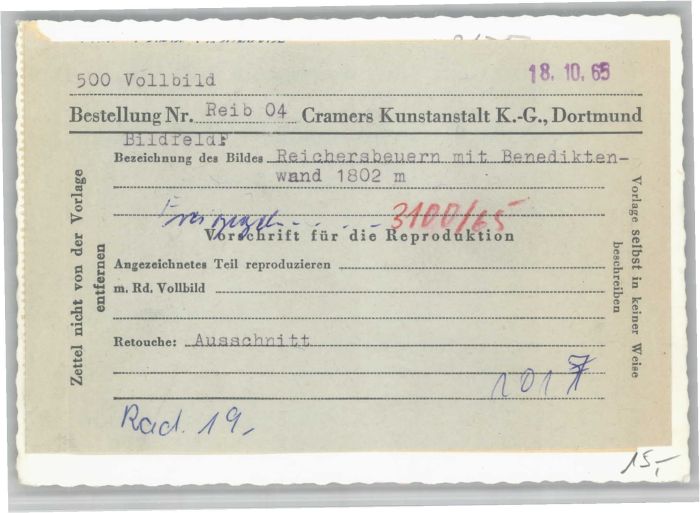 18. 10. 65
500 Vollbild
Bestellung Nr. Reib 04 Cramers Kunstanstalt K.-G., Dortmund
Bildfeld
Bezeichnung des Bildes Reichersbeuern mit Benedikten-
wand 1802 m
3100/65
Vorschrift für die Reproduktion
Angezeichnetes Teil reproduzieren
m. Rd. Vollbild
Retouche: Ausschnitt
1017
Rad. 19,-
15,-
Zettel nicht von der Vorlage
entfernen
Vorlage selbst in keiner Weise
beschreiben